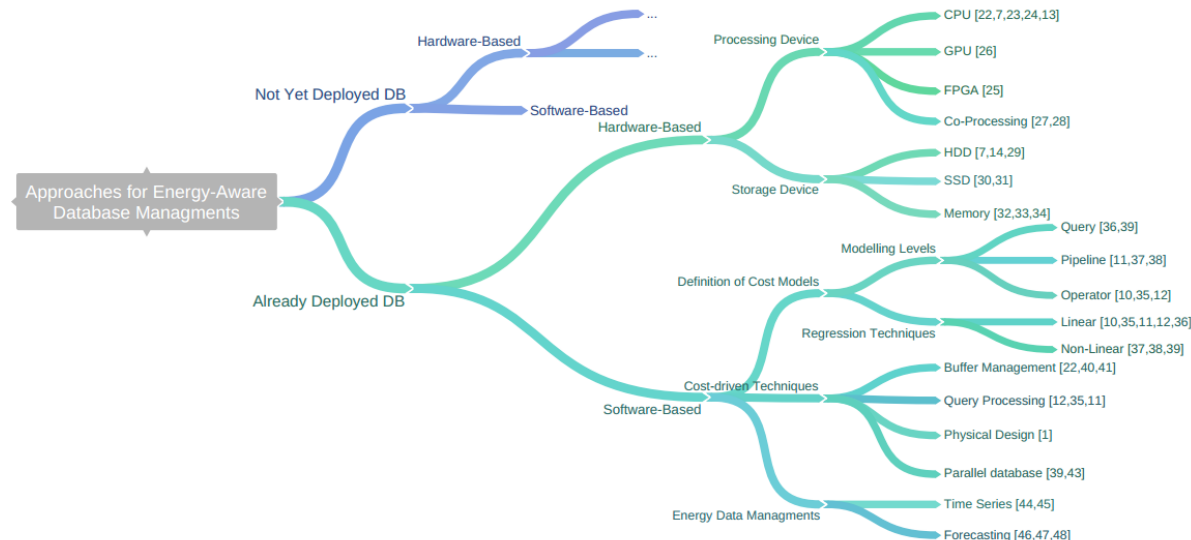 Approaches for Energy-Aware
Database Managments
Not Yet Deployed DB
Hardware-Based
...
...
Software-Based
Already Deployed DB
Hardware-Based
Processing Device
CPU [22,7,23,24,13]
GPU [26]
FPGA [25]
Co-Processing [27,28]
Storage Device
HDD [7,14,29]
SSD [30,31]
Memory [32,33,34]
Software-Based
Definition of Cost Models
Modelling Levels
Query [36,39]
Pipeline [11,37,38]
Operator [10,35,12]
Regression Techniques
Linear [10,35,11,12,36]
Non-Linear [37,38,39]
Cost-driven Techniques
Buffer Management [22,40,41]
Query Processing [12,35,11]
Physical Design [1]
Parallel database [39,43]
Energy Data Managments
Time Series [44,45]
Forecasting [46,47,48]